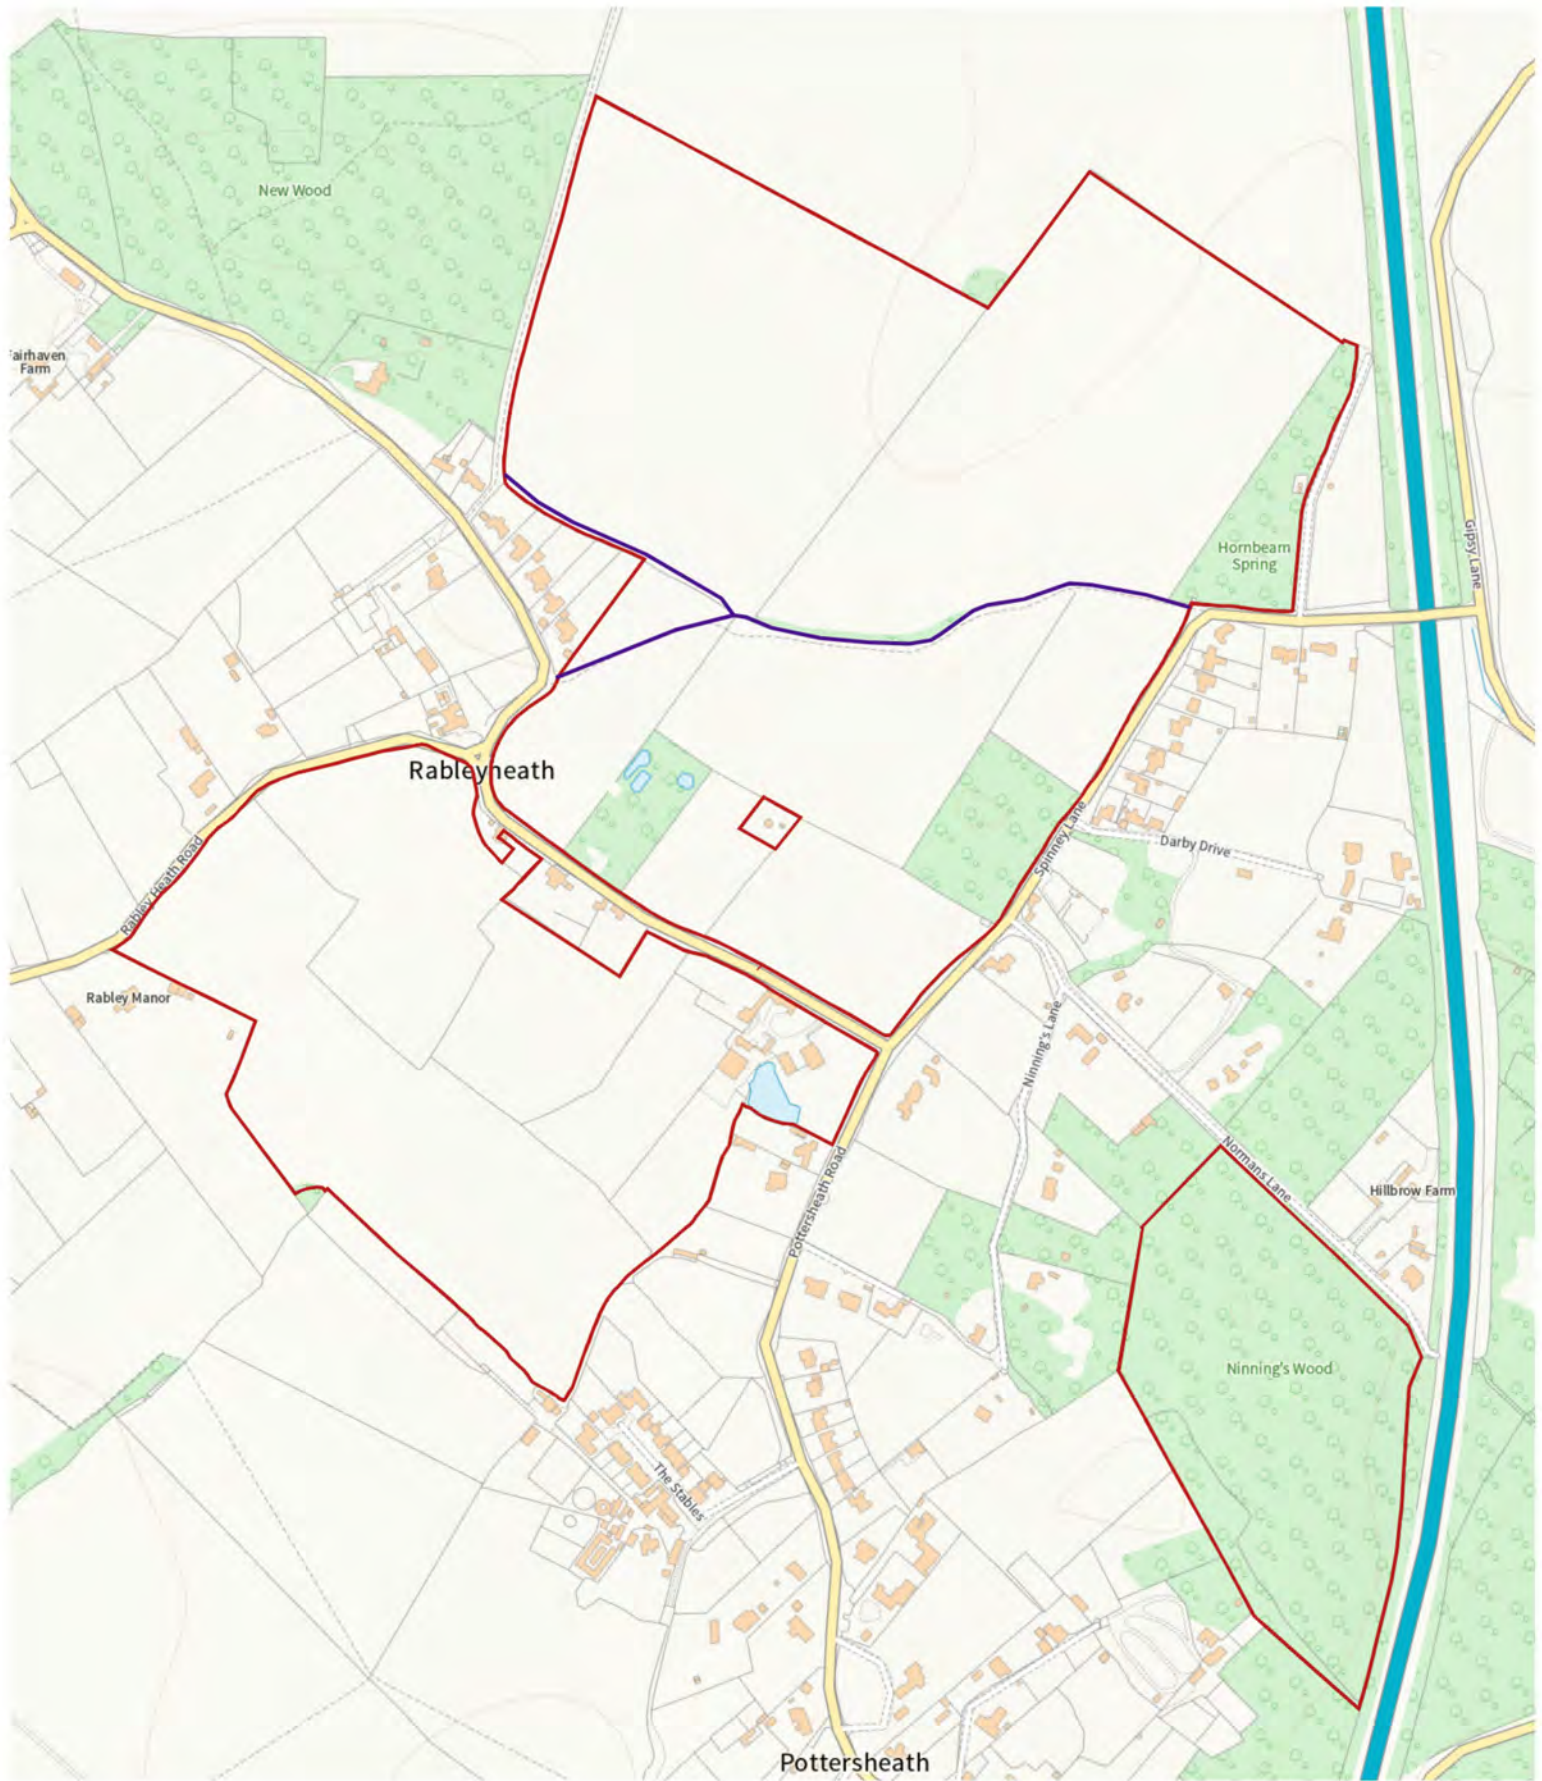 New Wood
airhaven
Farm
Gipsy Lane
Hornbeam
Spring
Rableyheath
Spinney Lane
Darby Drive
Rabley Heath Road
Rabley Manor
Ninning's Lane
Normans Lane
Hillbrow Farm
Pottersheath Road
Ninning's Wood
The Stables
Pottersheath